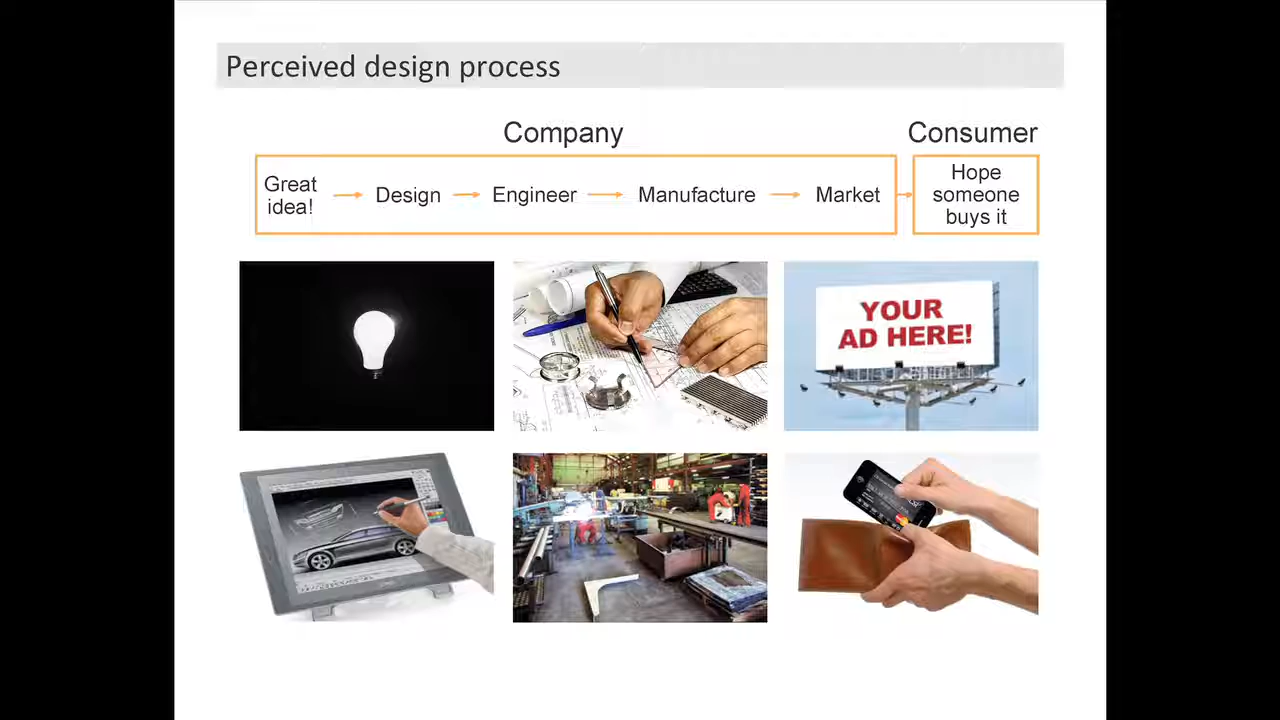 Perceived design process
Company
Consumer
Great
idea!
Design
Engineer
Manufacture
Market
Hope
someone
buys it
YOUR
AD HERE!